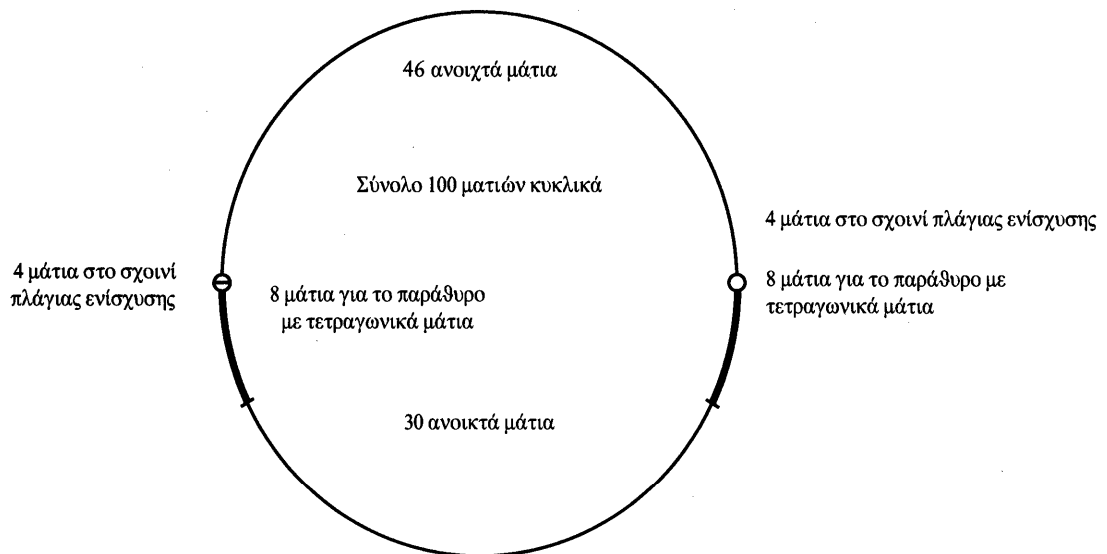 46 ανοιχτά μάτια
Σύνολο 100 ματιών κυκλικά
4 μάτια στο σχοινί πλάγιας ενίσχυσης
4 μάτια στο σχοινί
πλάγιας ενίσχυσης
8 μάτια για το παράθυρο
με τετραγωνικά μάτια
8 μάτια για το παράθυρο με
τετραγωνικά μάτια
30 ανοικτά μάτια